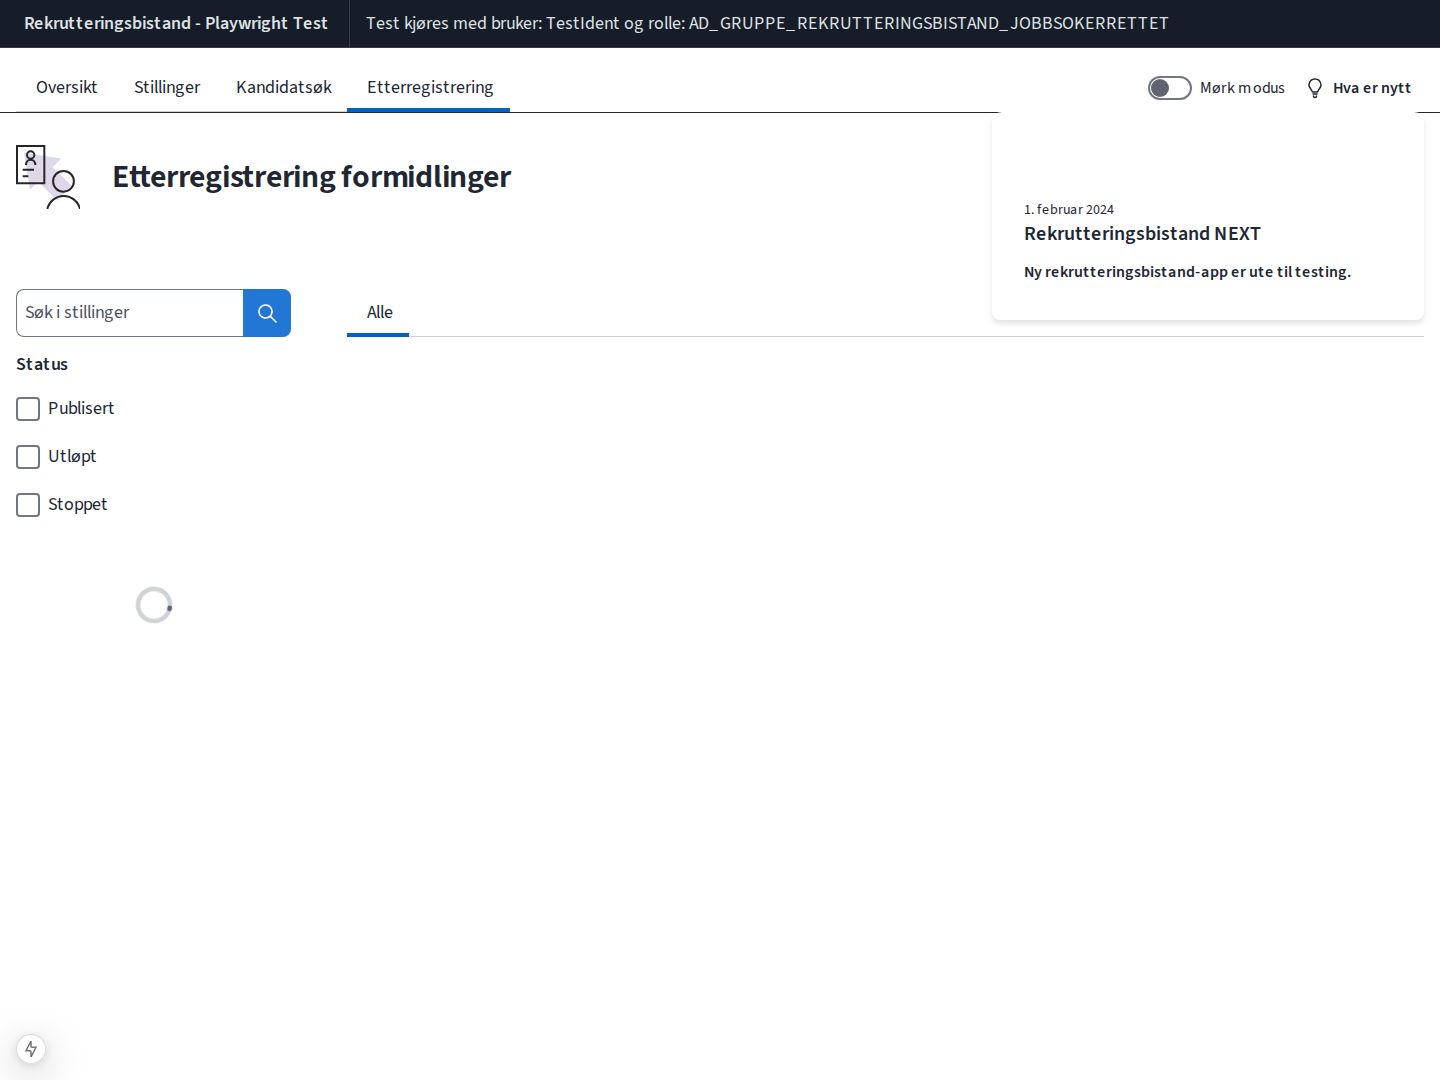 Rekrutteringsbistand - Playwright Test
Test kjøres med bruker: TestIdent og rolle: AD_GRUPPE_REKRUTTERINGSBISTAND_JOBBSOKERRETTET
Oversikt
Stillinger
Kandidatsøk
Etterregistrering
Mørk modus
Hva er nytt
Etterregistrering formidlinger
1. februar 2024
Rekrutteringsbistand NEXT
Ny rekrutteringsbistand-app er ute til testing.
Søk i stillinger
Alle
Status
Publisert
Utløpt
Stoppet